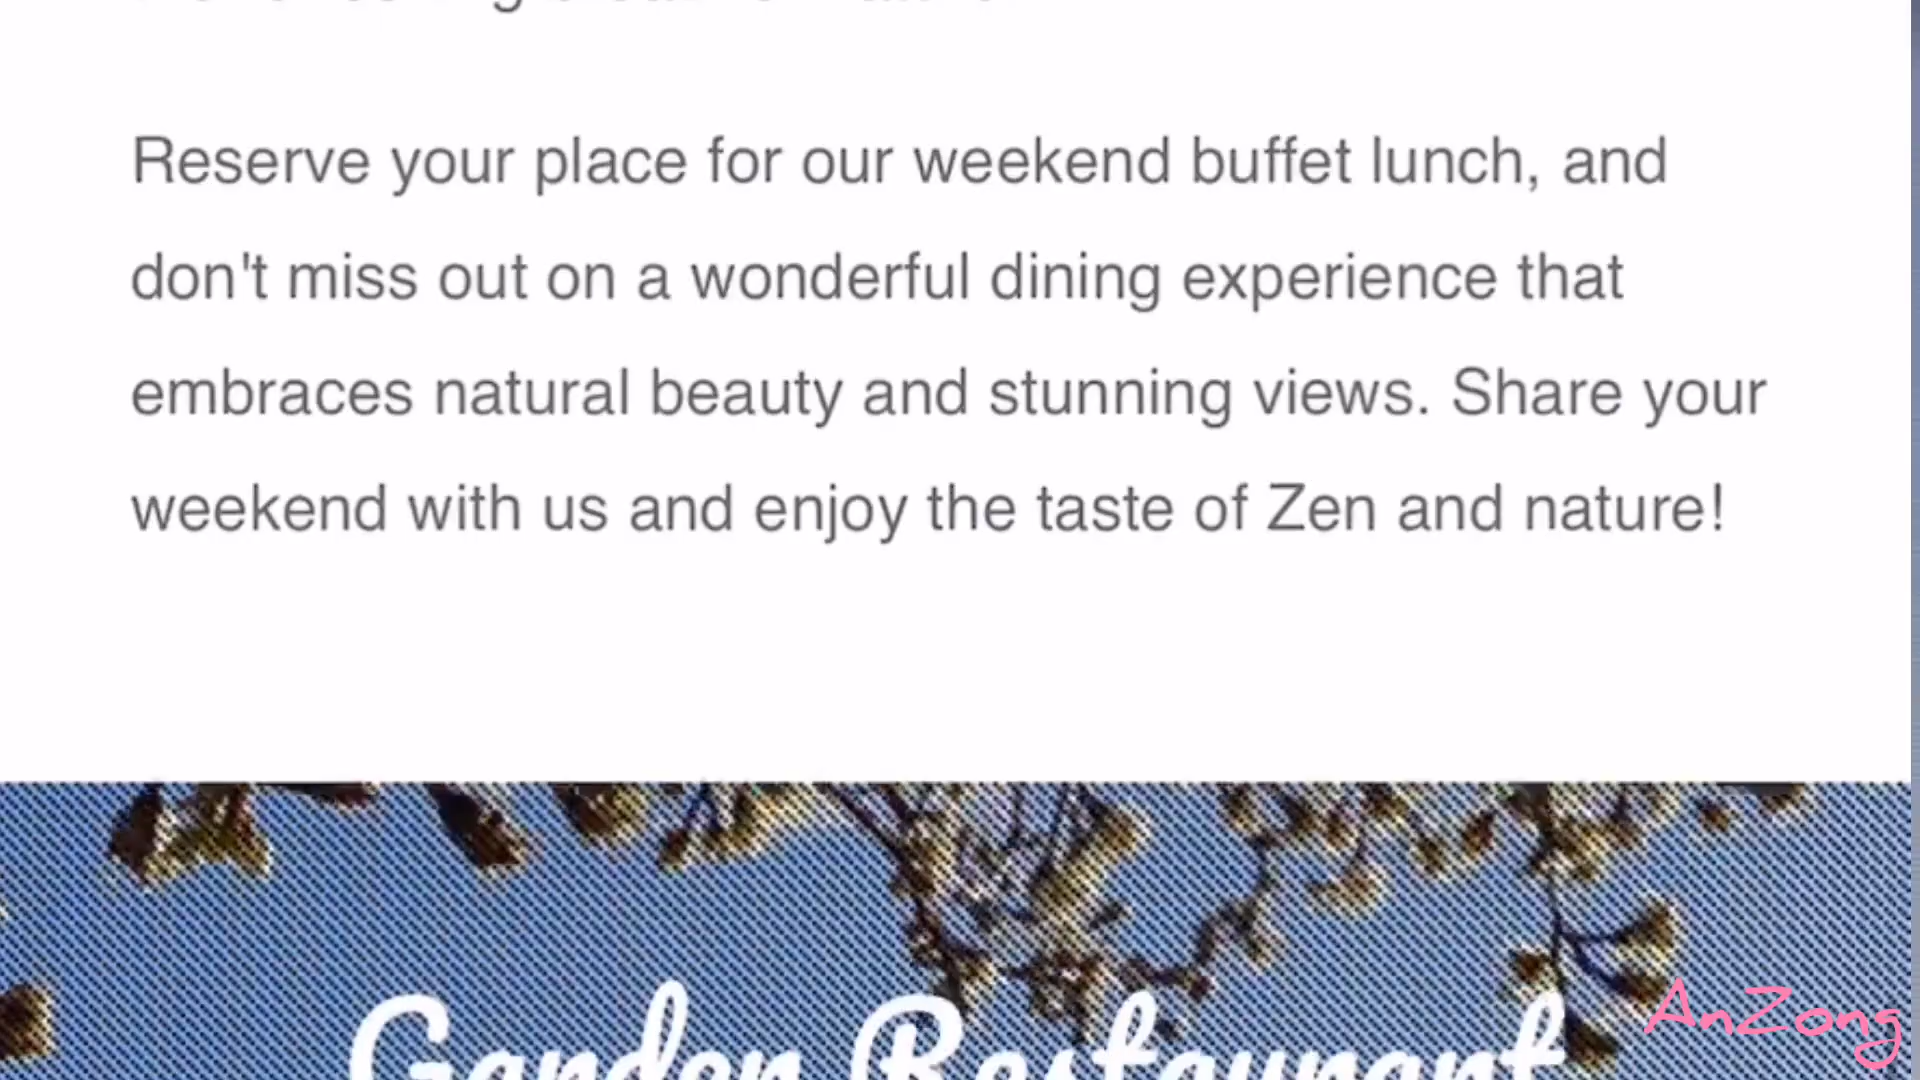 Reserve your place for our weekend buffet lunch, and
don't miss out on a wonderful dining experience that
embraces natural beauty and stunning views. Share your
weekend with us and enjoy the taste of Zen and nature!
Garden Restaurant
AnZong